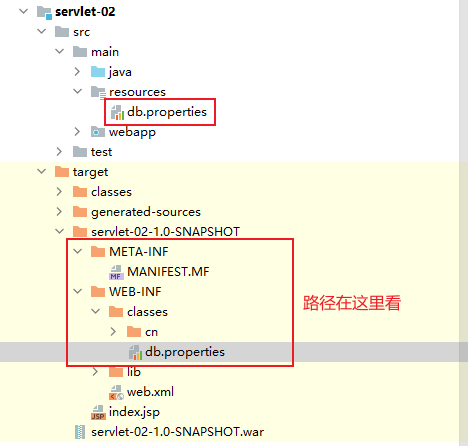 servlet-02
src
main
java
resources
db.properties
webapp
test
target
classes
generated-sources
servlet-02-1.0-SNAPSHOT
META-INF
MF MANIFEST.MF
WEB-INF
路径在这里看
classes
cn
db.properties
lib
web.xml
JSP index.jsp
servlet-02-1.0-SNAPSHOT.war